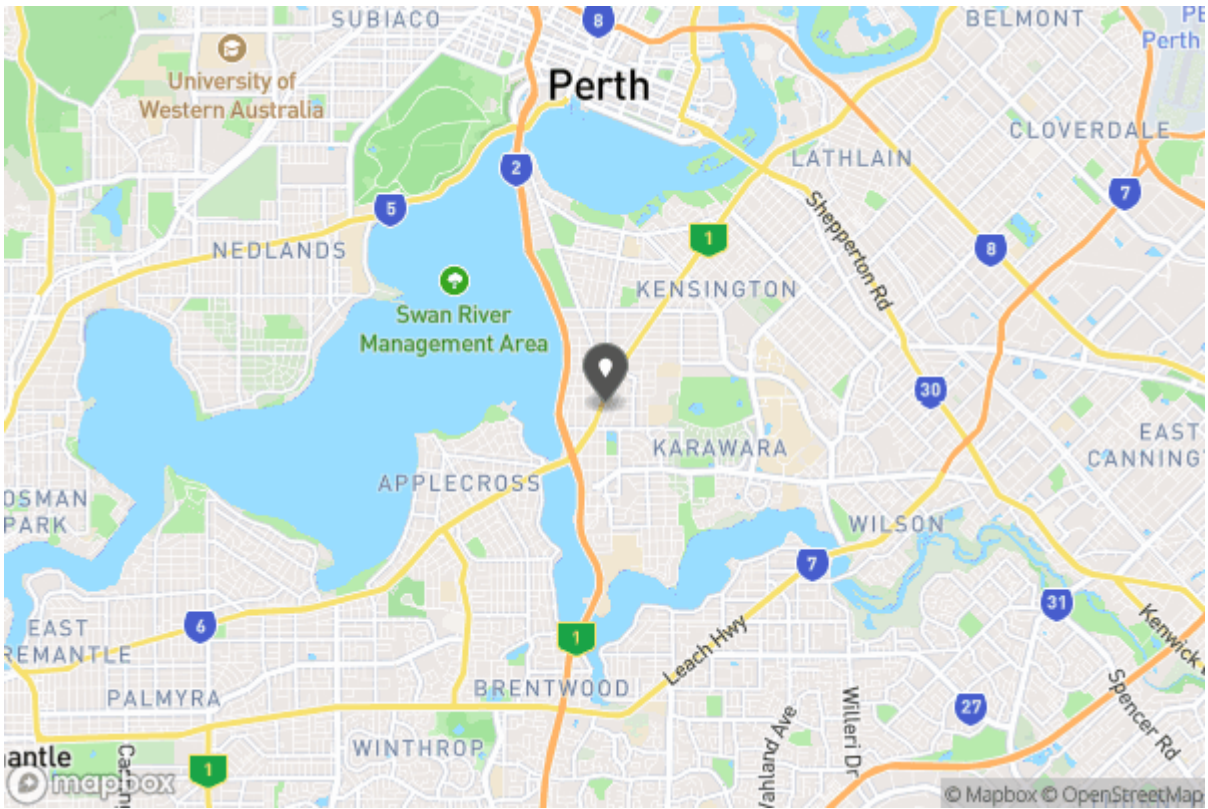 SUBIACO
8
BELMONT
PE
Perth
University of
Western Australia
Perth
CLOVERDALE
LATHLAIN
2
7
5
Shepperton Rd
1
8
NEDLANDS
KENSINGTON
Swan River
Management Area
30
KARAWARA
EAST
CANNINGT
APPLECROSS
OSMAN
PARK
WILSON
7
31
6
EAST
REMANTLE
1
Kenwick
Leach Hwy
BRENTWOOD
PALMYRA
27
Spencer Rd
Willeri Dr
Vahland Ave
WINTHROP
antle
1
mapbox
© Mapbox © OpenStreetMap